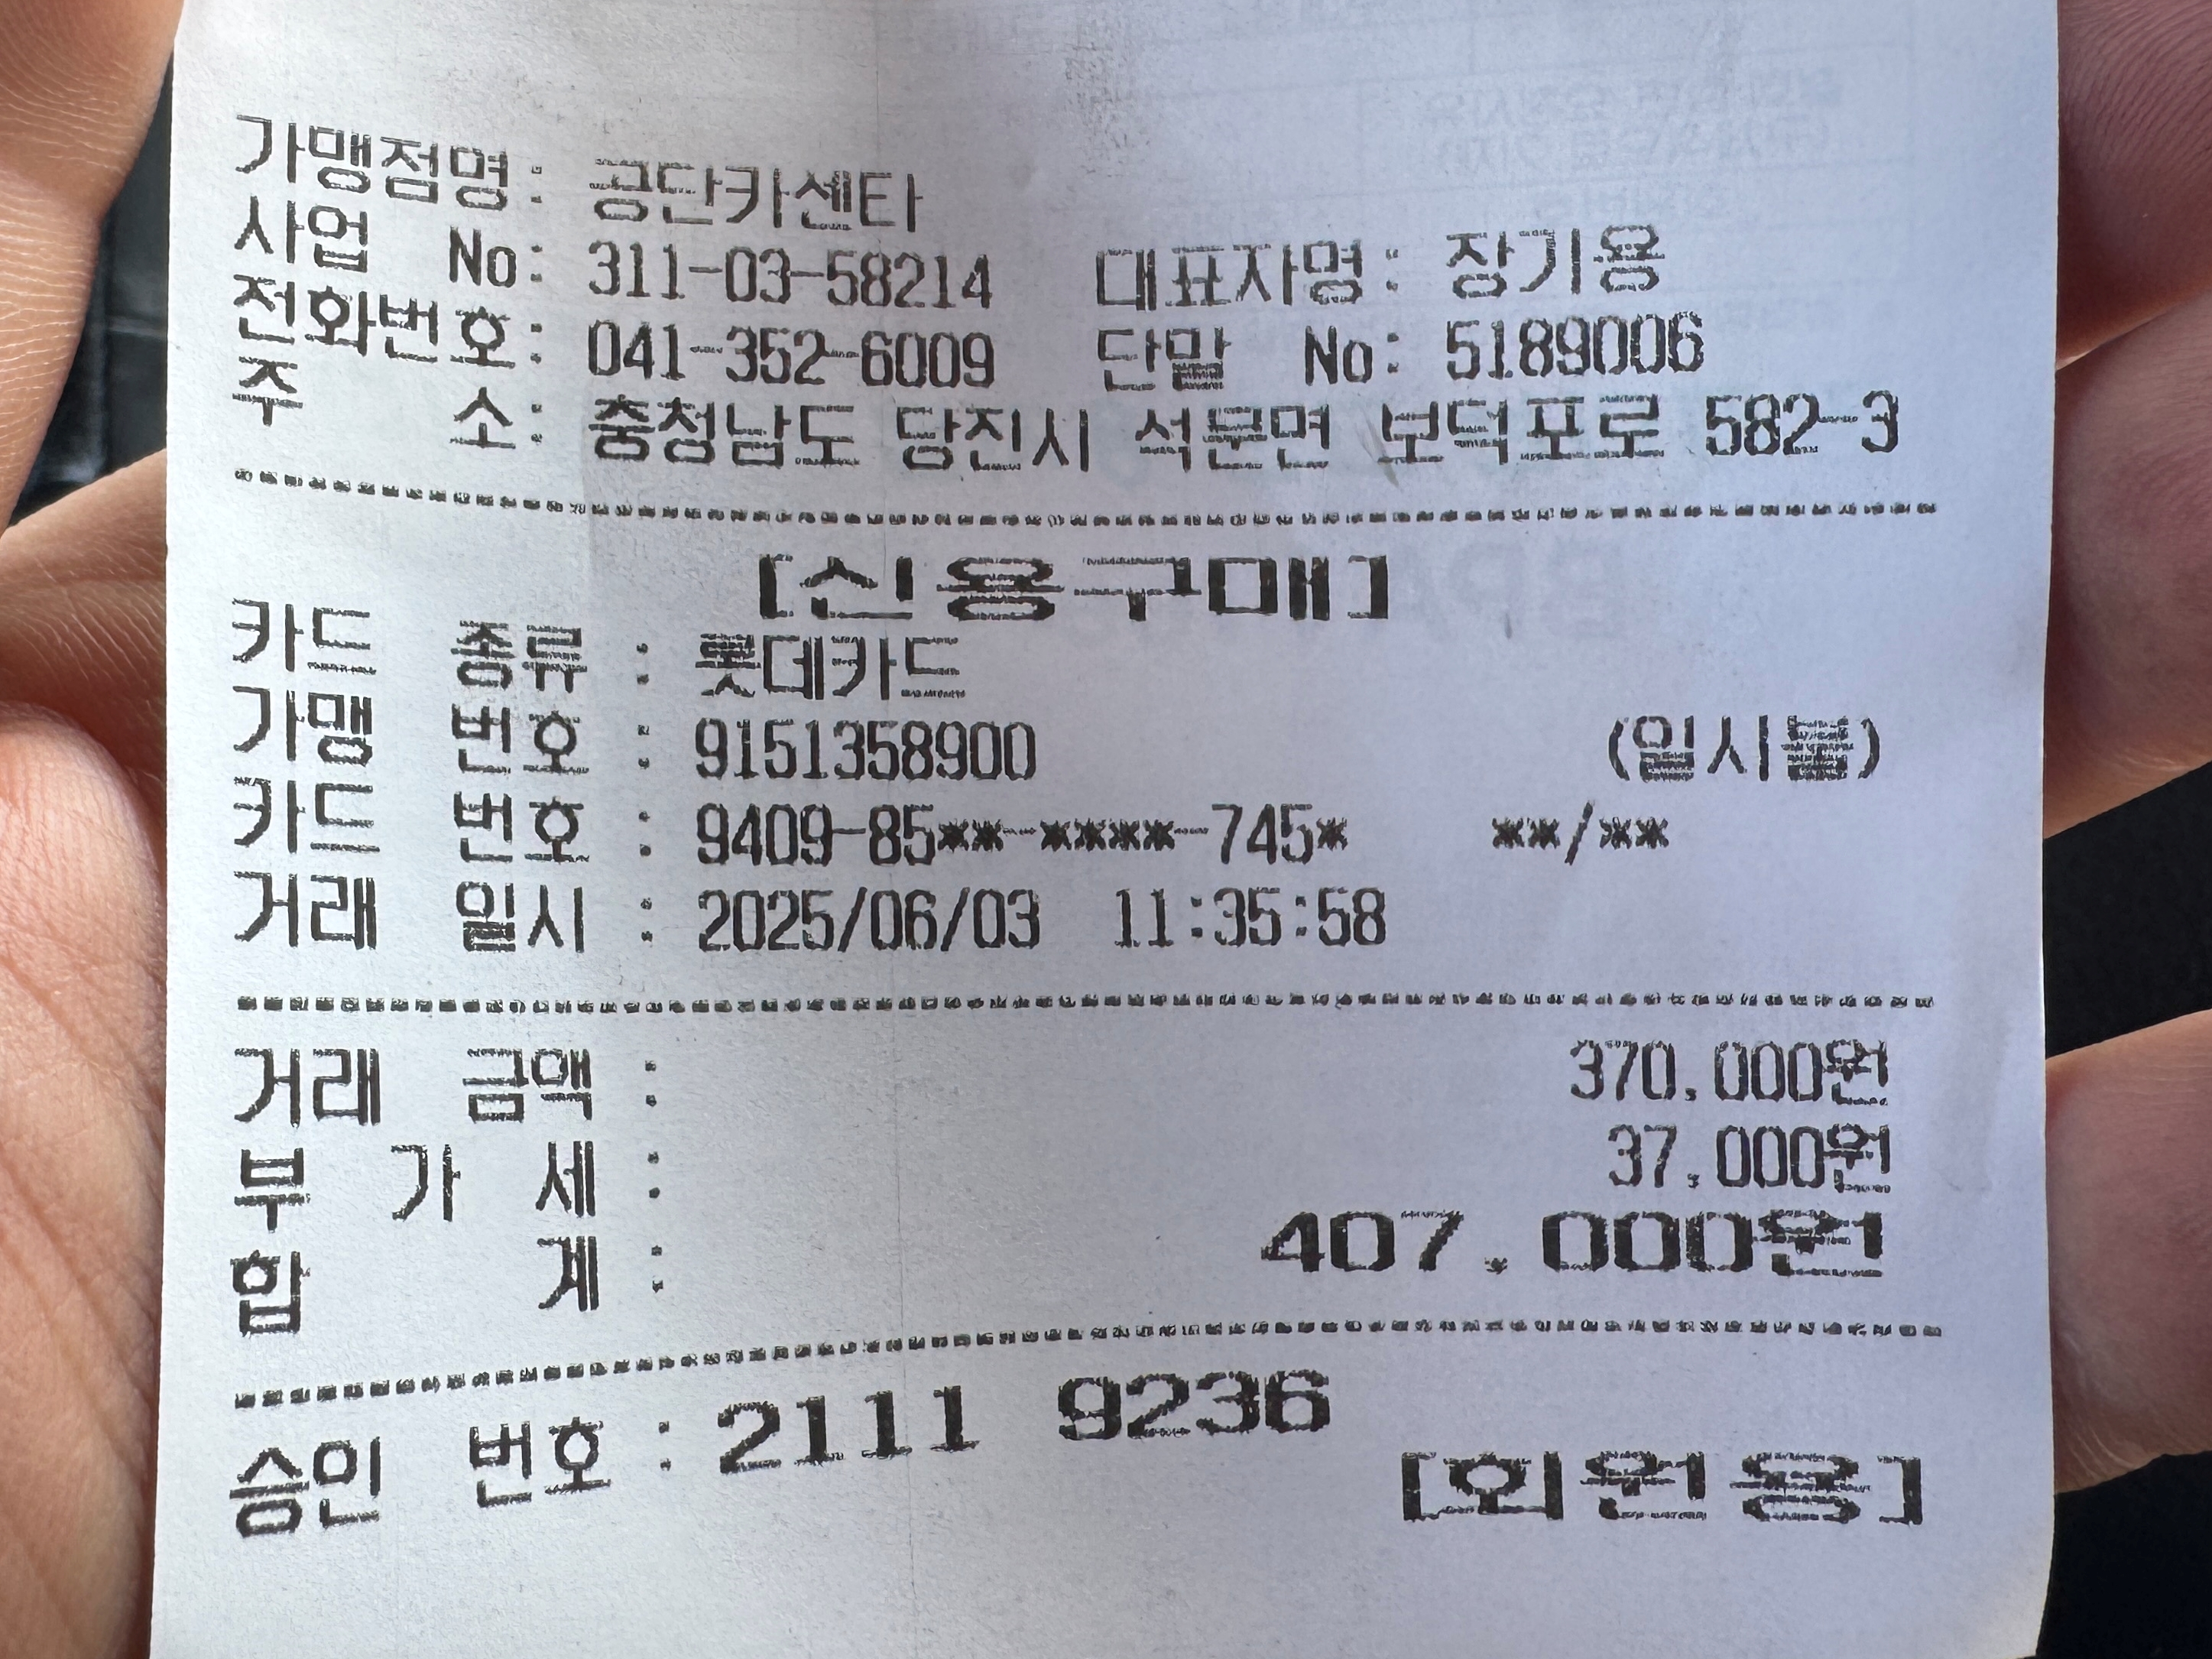 가맹점명: 공단카센타
사업 No: 311-03-58214 대표자명: 장기용
전화번호: 041-352-6009 단말 No: 5189006
주 소: 충청남도 당진시 석문면 보덕포로 582-3
[신용구매]
카드 종류 : 롯데카드
가맹 번호 : 9151358900 (일시불)
카드 번호 : 9409-85**-****-745* **/**
거래 일시 : 2025/06/03 11:35:58
거래 금액 : 370.000원
부 가 세 : 37.000원
합 계 : 407.000원
승인 번호 : 2111 9236
[회원용]